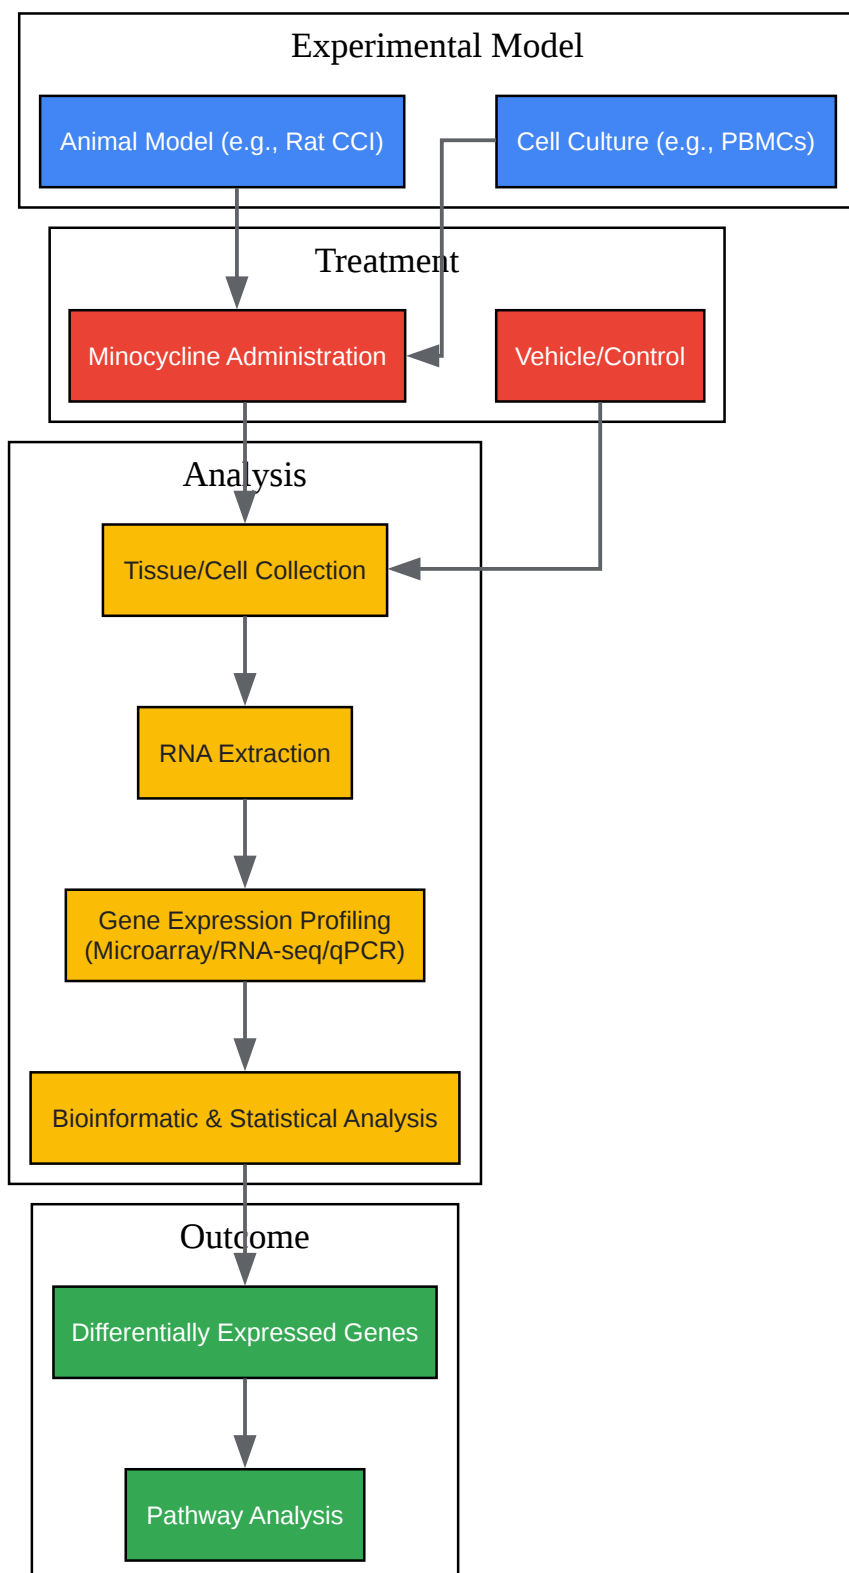 Experimental Model
Animal Model (e.g., Rat CCI)
Cell Culture (e.g., PBMCs)
Treatment
Minocycline Administration
Vehicle/Control
Analysis
Tissue/Cell Collection
RNA Extraction
Gene Expression Profiling
(Microarray/RNA-seq/qPCR)
Bioinformatic & Statistical Analysis
Outcome
Differentially Expressed Genes
Pathway Analysis